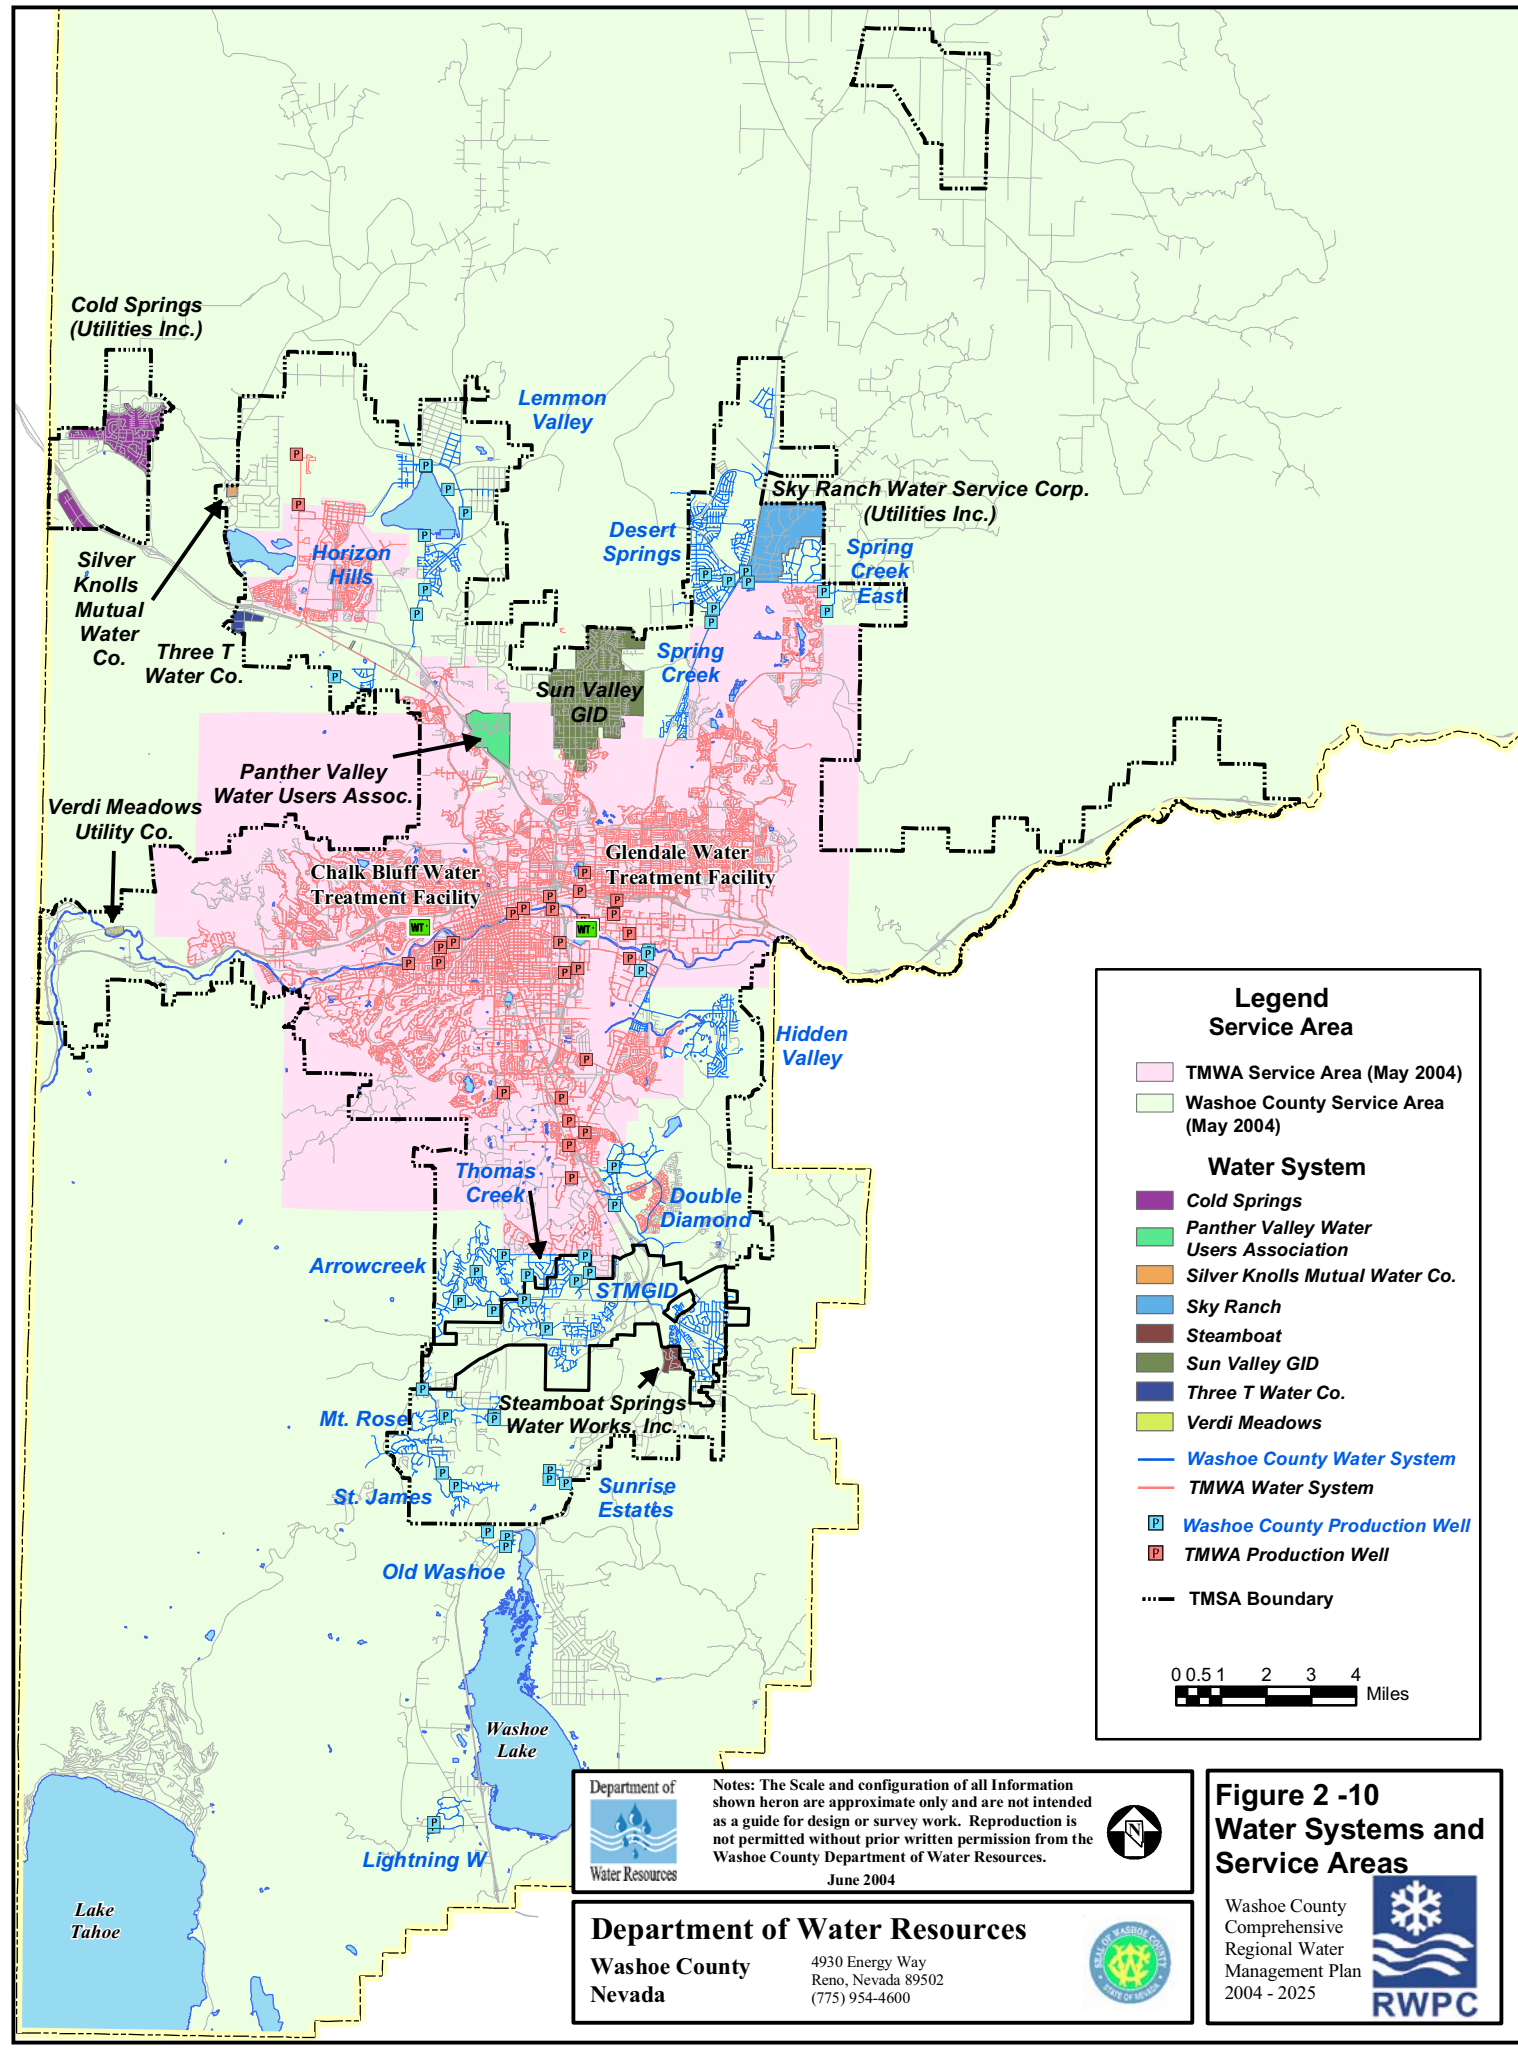 Cold Springs
(Utilities Inc.)
Lemmon
Valley
Sky Ranch Water Service Corp.
(Utilities Inc.)
Desert
Springs
Spring
Creek
East
Horizon
Hills
Silver
Knolls
Mutual
Water
Co.
Three T
Water Co.
Spring
Creek
Sun Valley
GID
Panther Valley
Water Users Assoc.
Verdi Meadows
Utility Co.
Glendale Water
Treatment Facility
Chalk Bluff Water
Treatment Facility
WT
WT
Hidden
Valley
Thomas
Creek
Double
Diamond
Arrowcreek
STMGID
Steamboat Springs
Water Works, Inc.
Mt. Rose
St. James
Sunrise
Estates
Old Washoe
Washoe
Lake
Lightning W
Lake
Tahoe
Legend
Service Area
TMWA Service Area (May 2004)
Washoe County Service Area
(May 2004)
Water System
Cold Springs
Panther Valley Water
Users Association
Silver Knolls Mutual Water Co.
Sky Ranch
Steamboat
Sun Valley GID
Three T Water Co.
Verdi Meadows
Washoe County Water System
TMWA Water System
P Washoe County Production Well
P TMWA Production Well
TMSA Boundary
0 0.5 1 2 3 4
Miles
Department of
Water Resources
Notes: The Scale and configuration of all Information
shown heron are approximate only and are not intended
as a guide for design or survey work. Reproduction is
not permitted without prior written permission from the
Washoe County Department of Water Resources.
June 2004
N
Department of Water Resources
Washoe County
Nevada
4930 Energy Way
Reno, Nevada 89502
(775) 954-4600
SEAL OF WASHOE COUNTY
STATE OF NEVADA
Figure 2 -10
Water Systems and
Service Areas
Washoe County
Comprehensive
Regional Water
Management Plan
2004 - 2025
RWPC